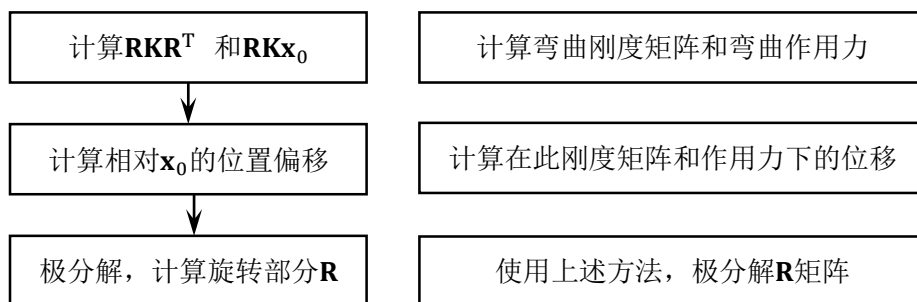 计算RKRᵀ 和RKx₀
计算弯曲刚度矩阵和弯曲作用力
计算相对x₀的位置偏移
计算在此刚度矩阵和作用力下的位移
极分解，计算旋转部分R
使用上述方法，极分解R矩阵